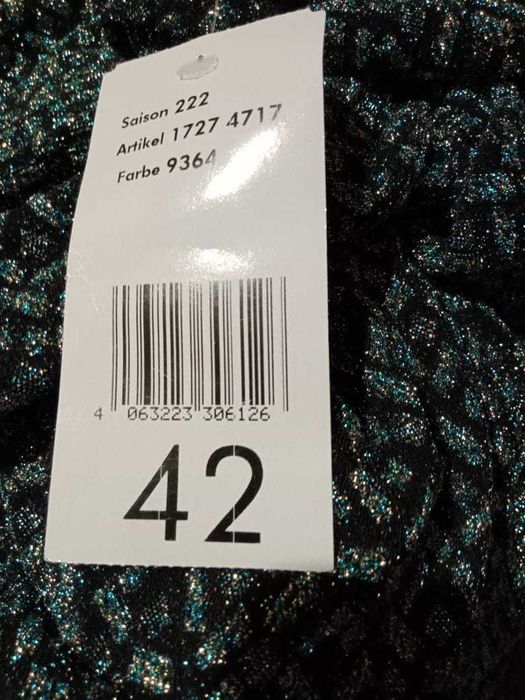 Saison 222
Artikel 1727 4717
Farbe 9364
4 063223 306126
42